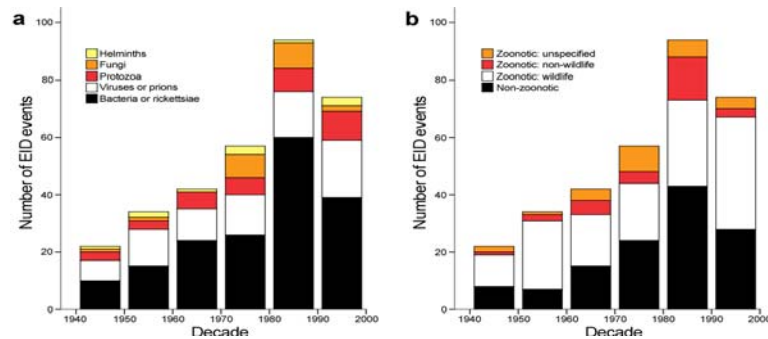 a
Number of EID events
100
80
60
40
20
0
Helminths
Fungi
Protozoa
Viruses or prions
Bacteria or rickettsiae
1940 1950 1960 1970 1980 1990 2000
Decade
b
Number of EID events
100
80
60
40
20
0
Zoonotic: unspecified
Zoonotic: non-wildlife
Zoonotic: wildlife
Non-zoonotic
1940 1950 1960 1970 1980 1990 2000
Decade